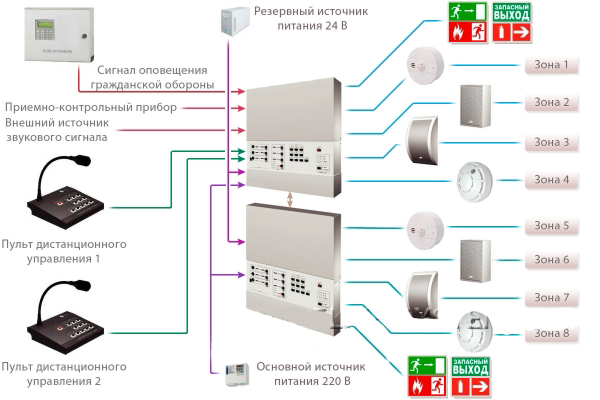 Резервный источник
питания 24 В
ЗАПАСНЫЙ
ВЫХОД
Сигнал оповещения
гражданской обороны
Приемно-контрольный прибор
Внешний источник
звукового сигнала
Зона 1
Зона 2
Зона 3
Зона 4
Пульт дистанционного
управления 1
Зона 5
Зона 6
Зона 7
Зона 8
Пульт дистанционного
управления 2
Основной источник
питания 220 В
ЗАПАСНЫЙ
ВЫХОД